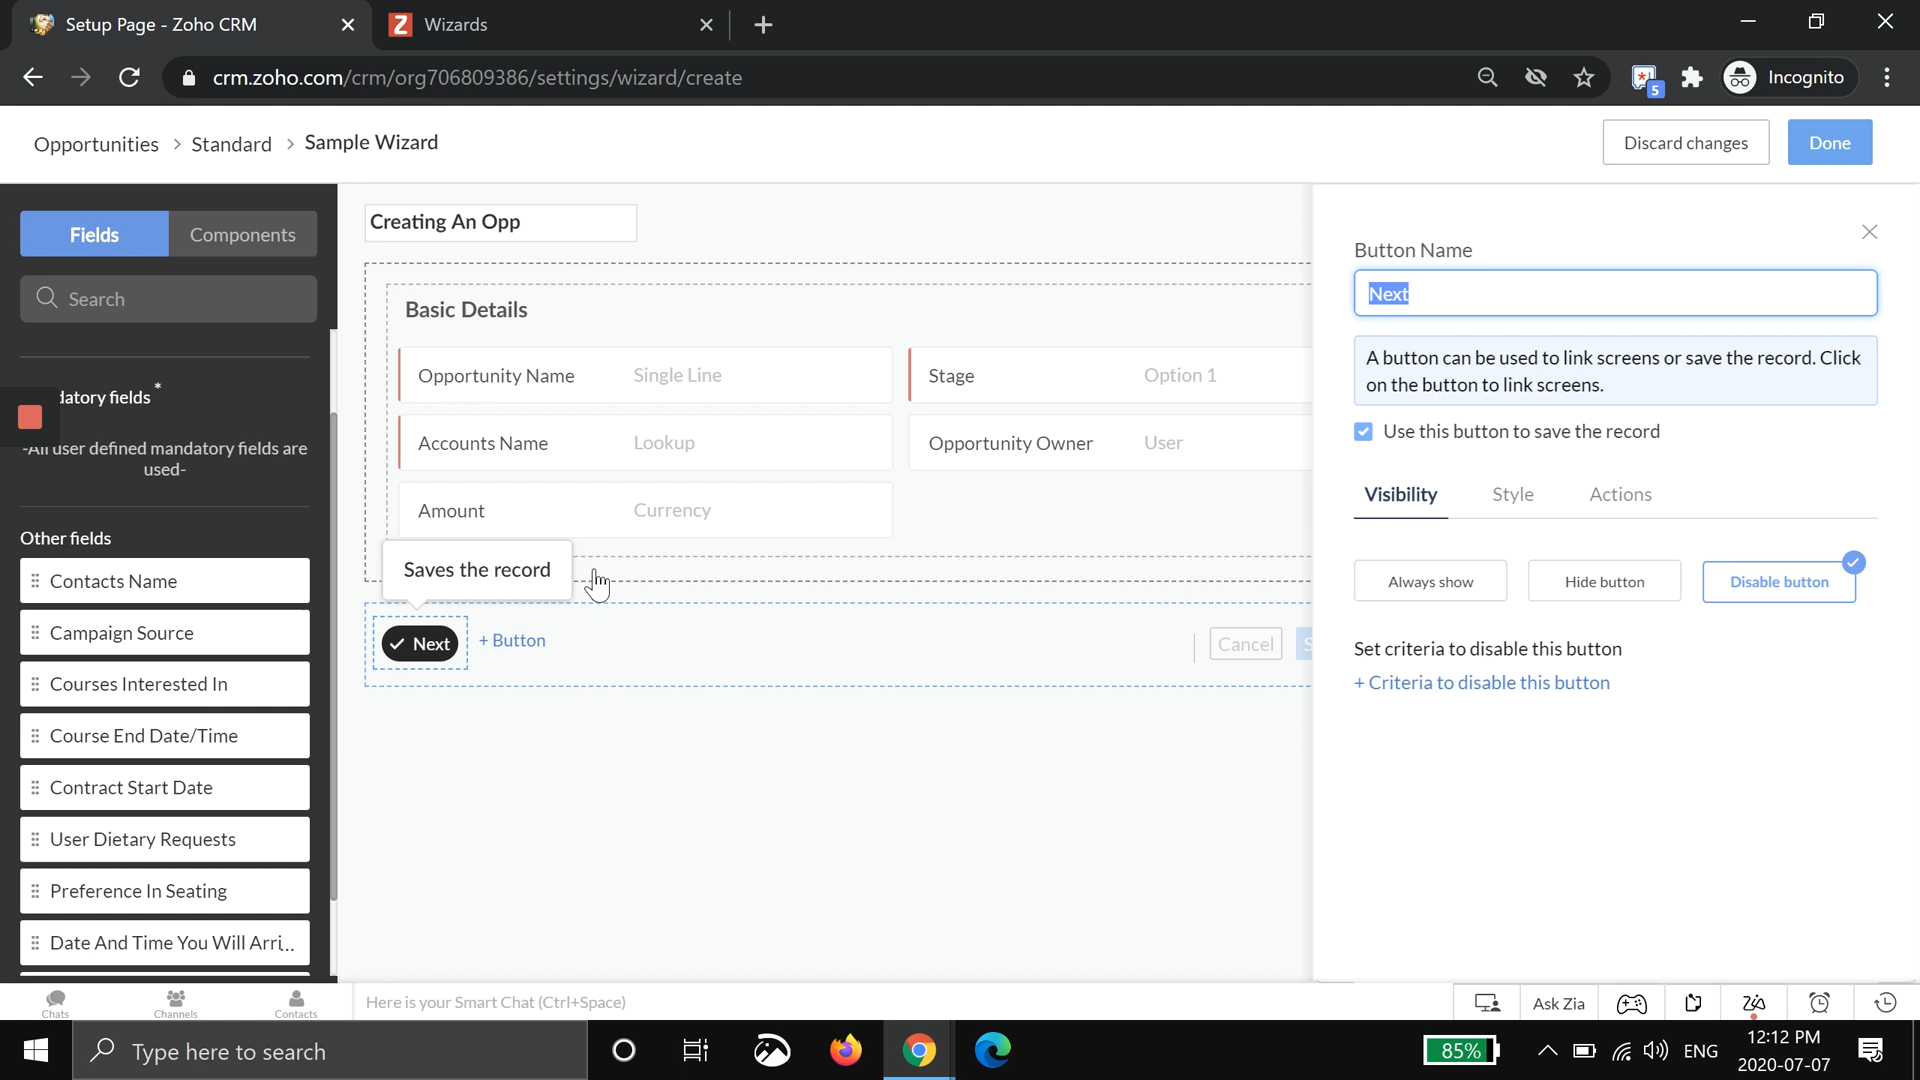 Setup Page - Zoho CRM
Wizards
crm.zoho.com/crm/org706809386/settings/wizard/create
5
Incognito
Opportunities > Standard > Sample Wizard
Discard changes
Done
Fields
Components
Search
datory fields *
-All user defined mandatory fields are
used-
Other fields
Contacts Name
Campaign Source
Courses Interested In
Course End Date/Time
Contract Start Date
User Dietary Requests
Preference In Seating
Date And Time You Will Arri...
Creating An Opp
Basic Details
Opportunity Name Single Line
Stage Option 1
Accounts Name Lookup
Opportunity Owner User
Amount Currency
Saves the record
Next
+ Button
Cancel
S
Button Name
Next
A button can be used to link screens or save the record. Click
on the button to link screens.
Use this button to save the record
Visibility Style Actions
Always show
Hide button
Disable button
Set criteria to disable this button
+ Criteria to disable this button
Chats
Channels
Contacts
Here is your Smart Chat (Ctrl+Space)
Ask Zia
Type here to search
85%
ENG
12:12 PM
2020-07-07